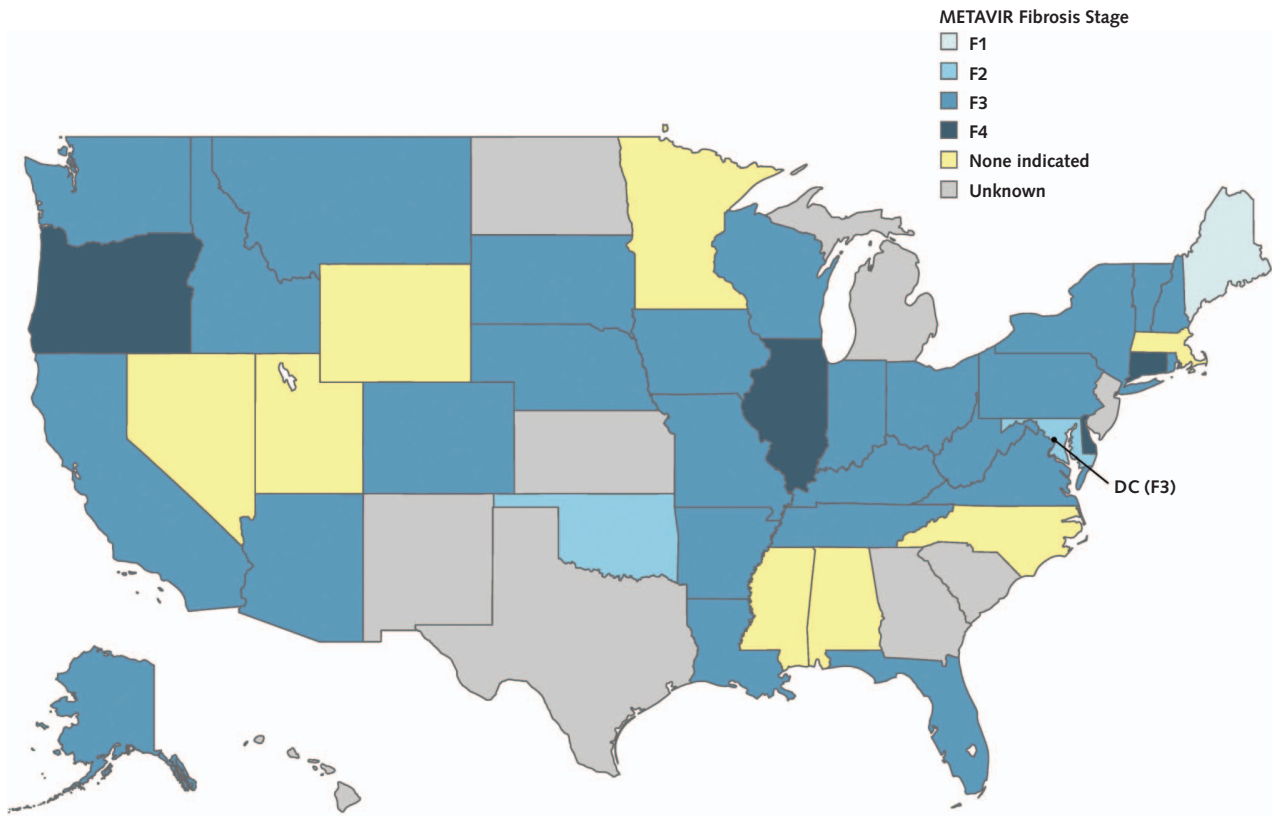 METAVIR Fibrosis Stage
F1
F2
F3
F4
None indicated
Unknown
DC (F3)